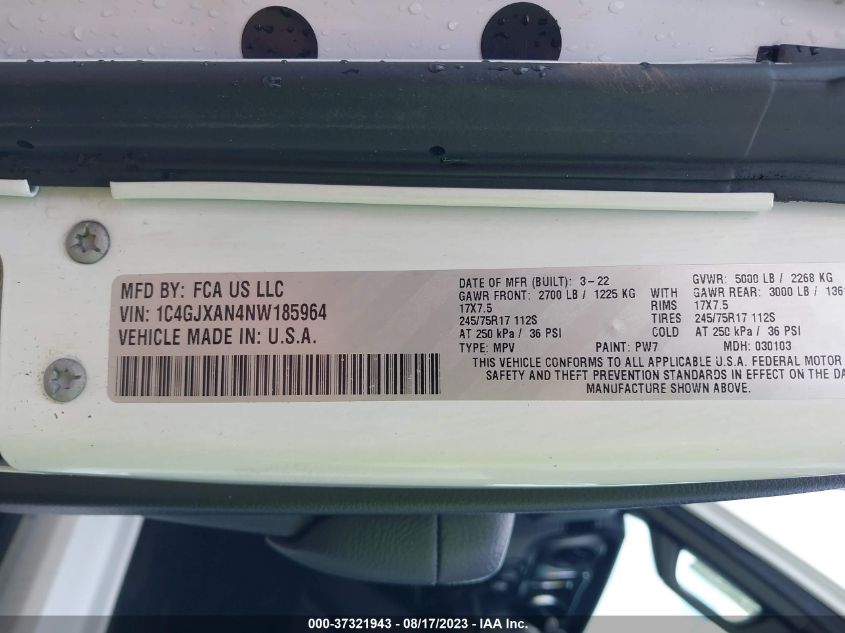 MFD BY: FCA US LLC
VIN: 1C4GJXAN4NW185964
VEHICLE MADE IN: U.S.A.
DATE OF MFR (BUILT): 3-22 GVWR: 5000 LB / 2268 KG
GAWR FRONT: 2700 LB / 1225 KG WITH GAWR REAR: 3000 LB / 136
17X7.5 RIMS 17X7.5
245/75R17 112S TIRES 245/75R17 112S
AT 250 kPa / 36 PSI COLD AT 250 kPa / 36 PSI
TYPE: MPV PAINT: PW7 MDH: 030103
THIS VEHICLE CONFORMS TO ALL APPLICABLE U.S.A. FEDERAL MOTOR
SAFETY AND THEFT PREVENTION STANDARDS IN EFFECT ON THE DA
MANUFACTURE SHOWN ABOVE.
000-37321943 - 08/17/2023 - IAA Inc.